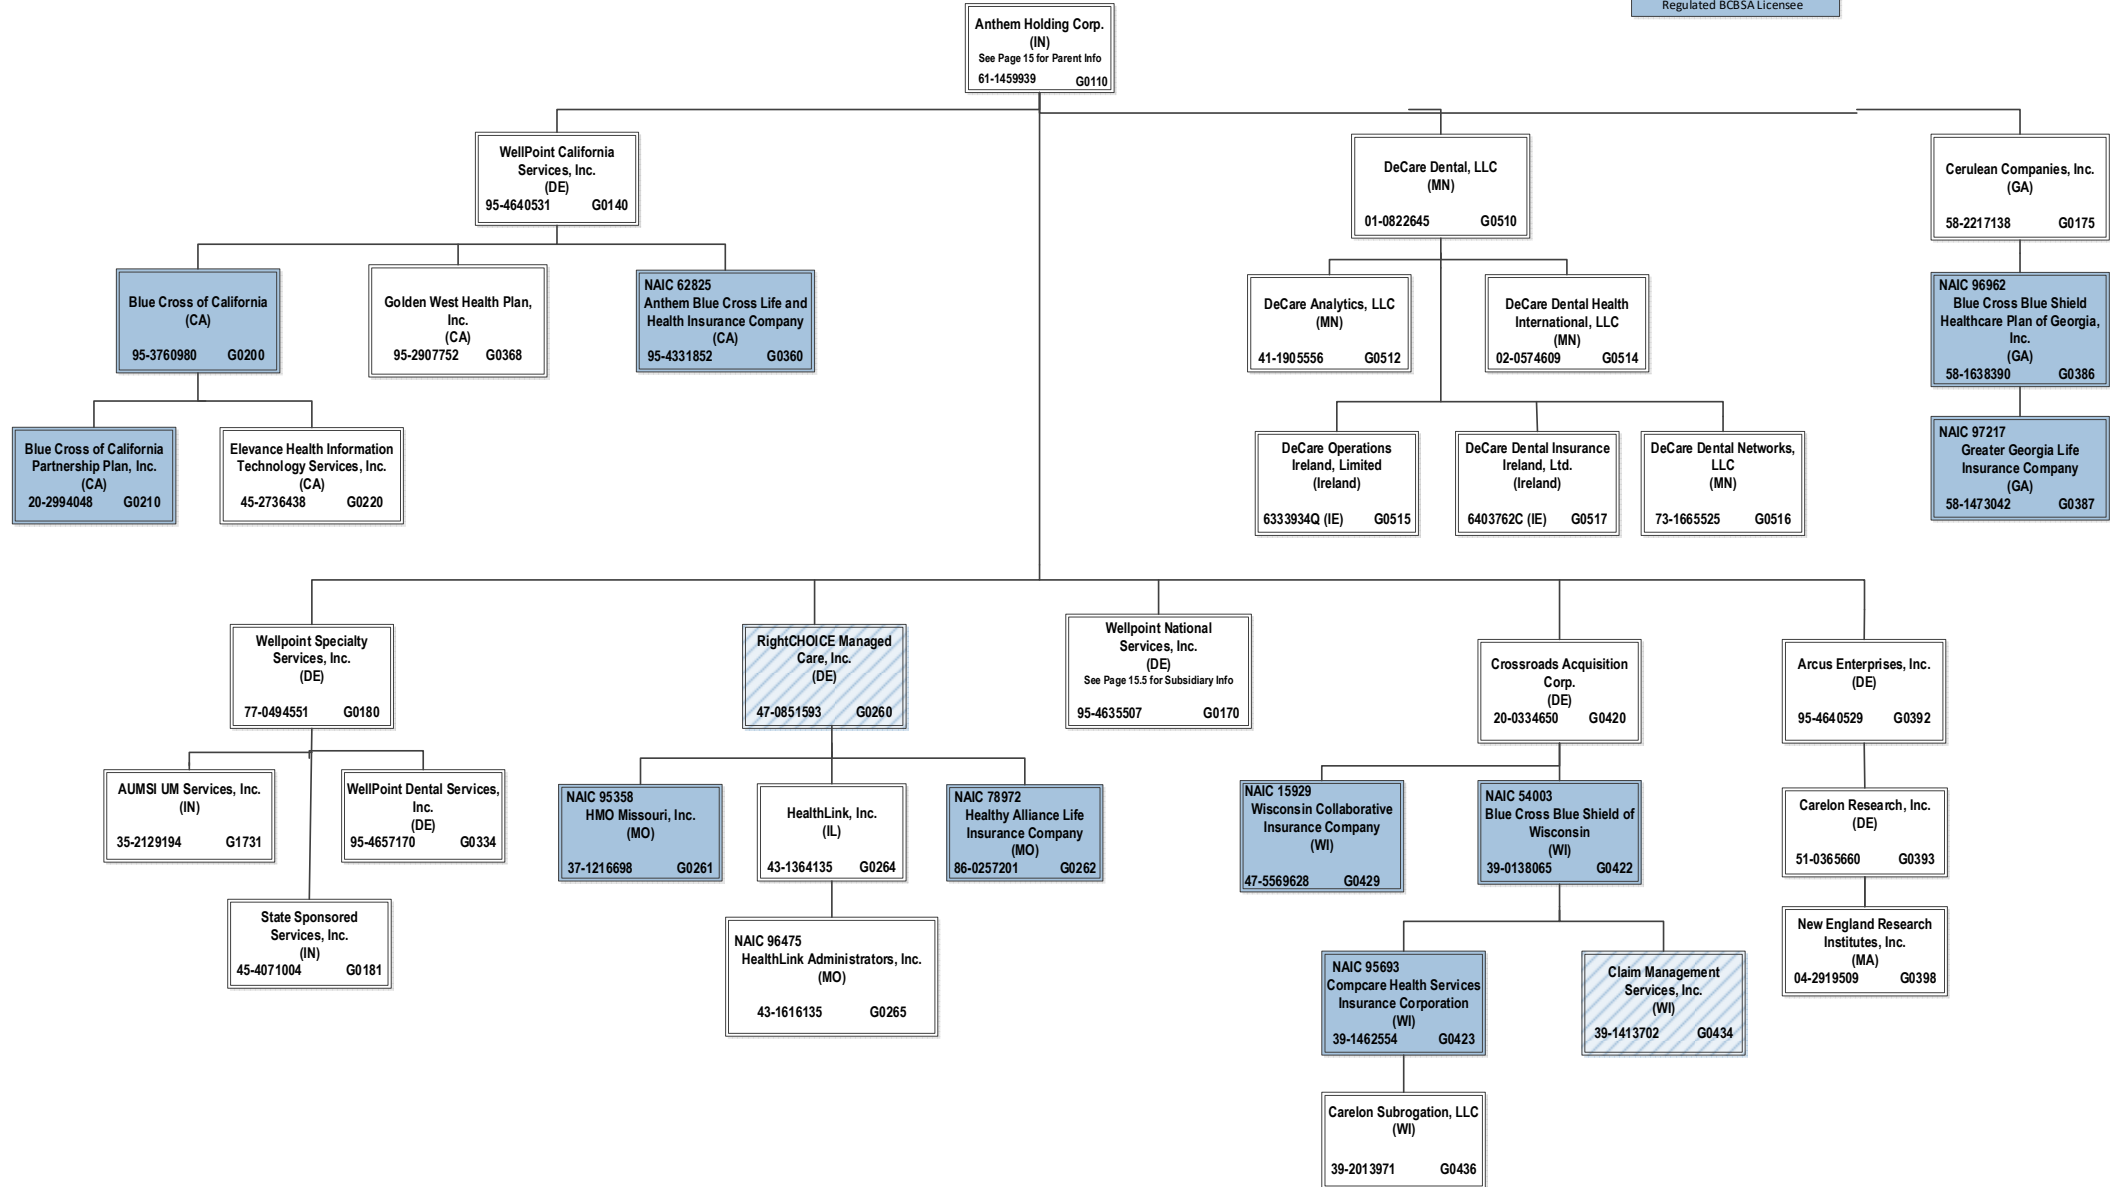 Regulated BCBSA Licensee
Anthem Holding Corp.
(IN)
See Page 15 for Parent Info
61-1459939 G0110
WellPoint California
Services, Inc.
(DE)
95-4640531 G0140
DeCare Dental, LLC
(MN)
01-0822645 G0510
Cerulean Companies, Inc.
(GA)
58-2217138 G0175
Blue Cross of California
(CA)
95-3760980 G0200
Golden West Health Plan,
Inc.
(CA)
95-2907752 G0368
NAIC 62825
Anthem Blue Cross Life and
Health Insurance Company
(CA)
95-4331852 G0360
DeCare Analytics, LLC
(MN)
41-1905556 G0512
DeCare Dental Health
International, LLC
(MN)
02-0574609 G0514
NAIC 96962
Blue Cross Blue Shield
Healthcare Plan of Georgia,
Inc.
(GA)
58-1638390 G0386
Blue Cross of California
Partnership Plan, Inc.
(CA)
20-2994048 G0210
Elevance Health Information
Technology Services, Inc.
(CA)
45-2736438 G0220
DeCare Operations
Ireland, Limited
(Ireland)
6333934Q (IE) G0515
DeCare Dental Insurance
Ireland, Ltd.
(Ireland)
6403762C (IE) G0517
DeCare Dental Networks,
LLC
(MN)
73-1665525 G0516
NAIC 97217
Greater Georgia Life
Insurance Company
(GA)
58-1473042 G0387
Wellpoint Specialty
Services, Inc.
(DE)
77-0494551 G0180
RightCHOICE Managed
Care, Inc.
(DE)
47-0851593 G0260
Wellpoint National
Services, Inc.
(DE)
See Page 15.5 for Subsidiary Info
95-4635507 G0170
Crossroads Acquisition
Corp.
(DE)
20-0334650 G0420
Arcus Enterprises, Inc.
(DE)
95-4640529 G0392
AUMSI UM Services, Inc.
(IN)
35-2129194 G1731
WellPoint Dental Services,
Inc.
(DE)
95-4657170 G0334
NAIC 95358
HMO Missouri, Inc.
(MO)
37-1216698 G0261
HealthLink, Inc.
(IL)
43-1364135 G0264
NAIC 78972
Healthy Alliance Life
Insurance Company
(MO)
86-0257201 G0262
NAIC 15929
Wisconsin Collaborative
Insurance Company
(WI)
47-5569628 G0429
NAIC 54003
Blue Cross Blue Shield of
Wisconsin
(WI)
39-0138065 G0422
Carelon Research, Inc.
(DE)
51-0365660 G0393
State Sponsored
Services, Inc.
(IN)
45-4071004 G0181
NAIC 96475
HealthLink Administrators, Inc.
(MO)
43-1616135 G0265
NAIC 95693
Compcare Health Services
Insurance Corporation
(WI)
39-1462554 G0423
Claim Management
Services, Inc.
(WI)
39-1413702 G0434
New England Research
Institutes, Inc.
(MA)
04-2919509 G0398
Carelon Subrogation, LLC
(WI)
39-2013971 G0436